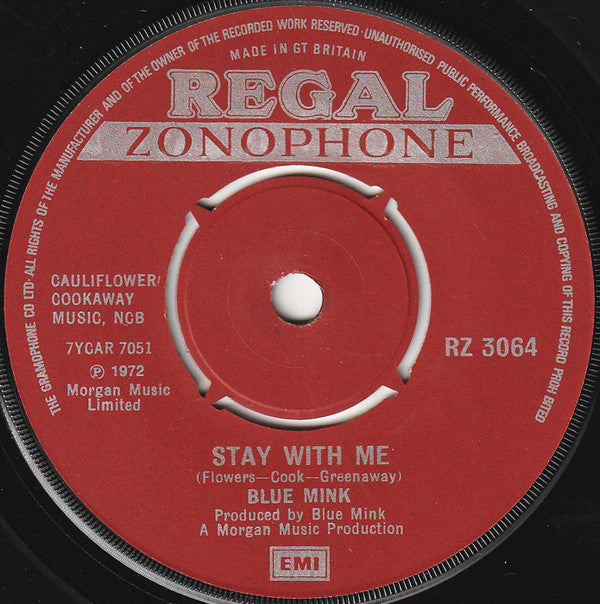 THE GRAMOPHONE CO LTD·ALL RIGHTS OF THE MANUFACTURER AND OF THE OWNER OF THE RECORDED WORK RESERVED·UNAUTHORISED PUBLIC PERFORMANCE BROADCASTING AND COPYING OF THIS RECORD PROHIBITED
MADE IN GT BRITAIN
REGAL
ZONOPHONE
CAULIFLOWER/
COOKAWAY
MUSIC, NCB
7YCAR 7051
Ⓟ 1972
Morgan Music
Limited
RZ 3064
STAY WITH ME
(Flowers—Cook—Greenaway)
BLUE MINK
Produced by Blue Mink
A Morgan Music Production
EMI